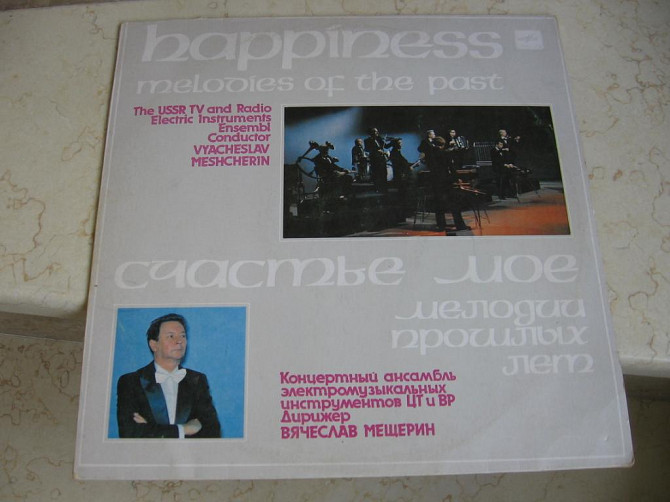 happiness
melodies of the past
The USSR TV and Radio
Electric Instruments
Ensembl
Conductor
VYACHESLAV
MESHCHERIN
счастье мое
мелодии
прошлых
лет
Концертный ансамбль
электромузыкальных
инструментов ЦТ и ВР
Дирижер
ВЯЧЕСЛАВ МЕЩЕРИН